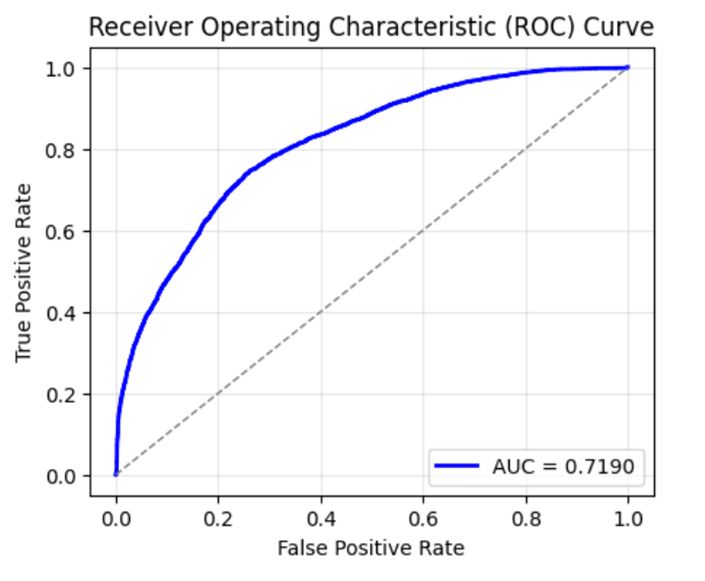 Receiver Operating Characteristic (ROC) Curve
1.0
0.8
0.6
0.4
0.2
0.0
True Positive Rate
AUC = 0.7190
0.0 0.2 0.4 0.6 0.8 1.0
False Positive Rate